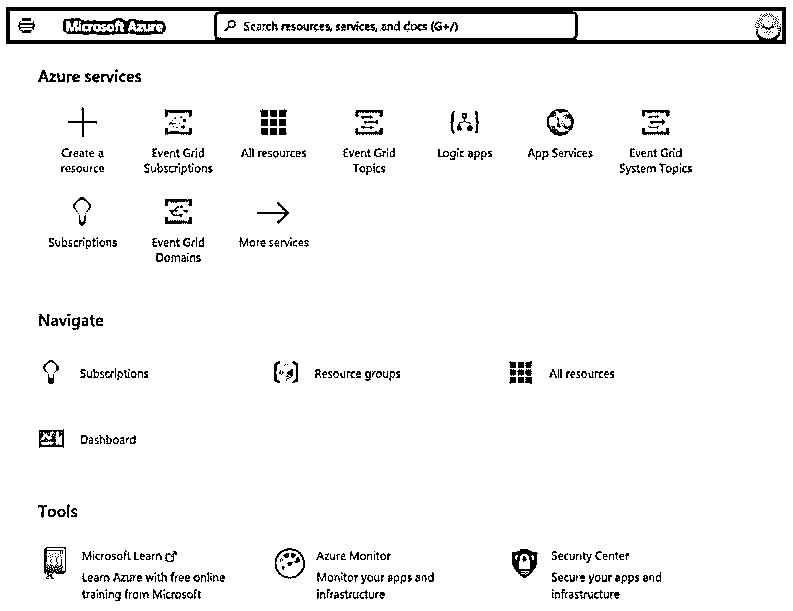 Microsoft Azure
Search resources, services, and docs (G+/)
Azure services
Create a resource
Event Grid Subscriptions
All resources
Event Grid Topics
Logic apps
App Services
Event Grid System Topics
Subscriptions
Event Grid Domains
More services
Navigate
Subscriptions
Resource groups
All resources
Dashboard
Tools
Microsoft Learn
Learn Azure with free online
training from Microsoft
Azure Monitor
Monitor your apps and
infrastructure
Security Center
Secure your apps and
infrastructure